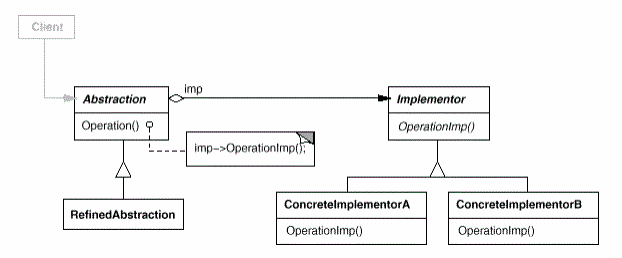 Client
imp
Abstraction
Implementor
Operation()
OperationImp()
imp->OperationImp();
RefinedAbstraction
ConcreteImplementorA
ConcreteImplementorB
OperationImp()
OperationImp()